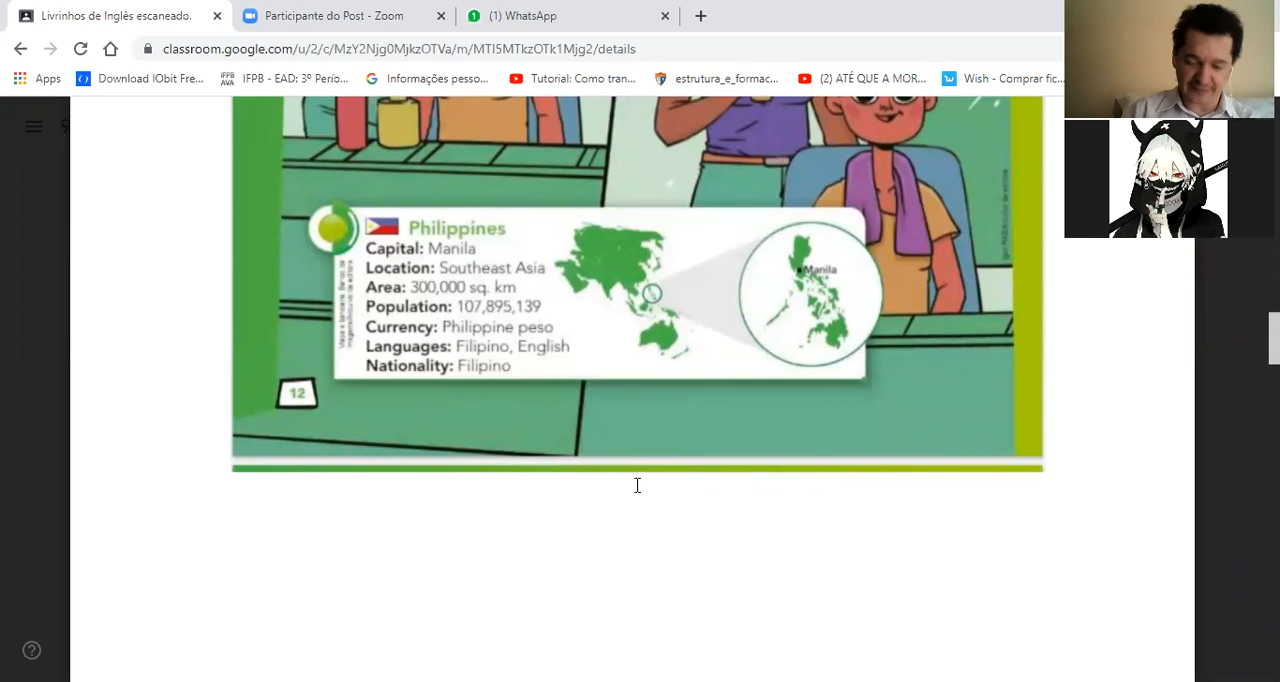 Livrinhos de Inglês escaneado.
Participante do Post - Zoom
(1) WhatsApp
classroom.google.com/u/2/c/MzY2Njg0MjkzOTVa/m/MTI5MTkzOTk1Mjg2/details
Apps
Download IObit Fre...
IFPB - EAD: 3º Perío...
Informações pesso...
Tutorial: Como tran...
estrutura_e_formac...
(2) ATÉ QUE A MOR...
Wish - Comprar fic...
Philippines
Capital: Manila
Location: Southeast Asia
Area: 300,000 sq. km
Population: 107,895,139
Currency: Philippine peso
Languages: Filipino, English
Nationality: Filipino
Manila
12